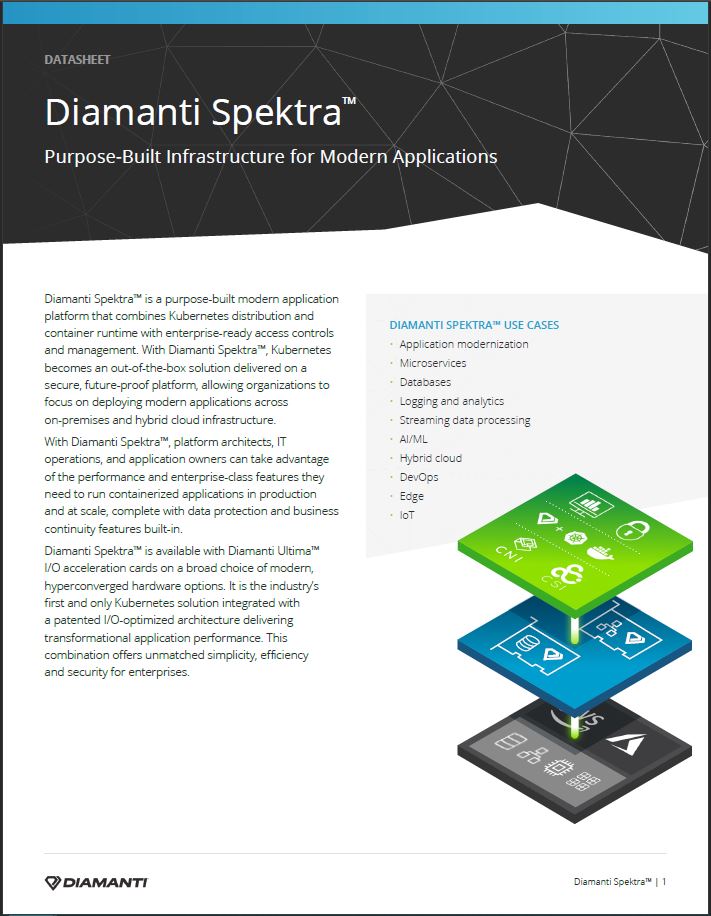 DATASHEET
Diamanti Spektra™
Purpose-Built Infrastructure for Modern Applications
Diamanti Spektra™ is a purpose-built modern application
platform that combines Kubernetes distribution and
container runtime with enterprise-ready access controls
and management. With Diamanti Spektra™, Kubernetes
becomes an out-of-the-box solution delivered on a
secure, future-proof platform, allowing organizations to
focus on deploying modern applications across
on-premises and hybrid cloud infrastructure.
With Diamanti Spektra™, platform architects, IT
operations, and application owners can take advantage
of the performance and enterprise-class features they
need to run containerized applications in production
and at scale, complete with data protection and business
continuity features built-in.
Diamanti Spektra™ is available with Diamanti Ultima™
I/O acceleration cards on a broad choice of modern,
hyperconverged hardware options. It is the industry's
first and only Kubernetes solution integrated with
a patented I/O-optimized architecture delivering
transformational application performance. This
combination offers unmatched simplicity, efficiency
and security for enterprises.
DIAMANTI SPEKTRA™ USE CASES
· Application modernization
· Microservices
· Databases
· Logging and analytics
· Streaming data processing
· AI/ML
· Hybrid cloud
· DevOps
· Edge
· IoT
CNI
CSI
DIAMANTI
Diamanti Spektra™ | 1